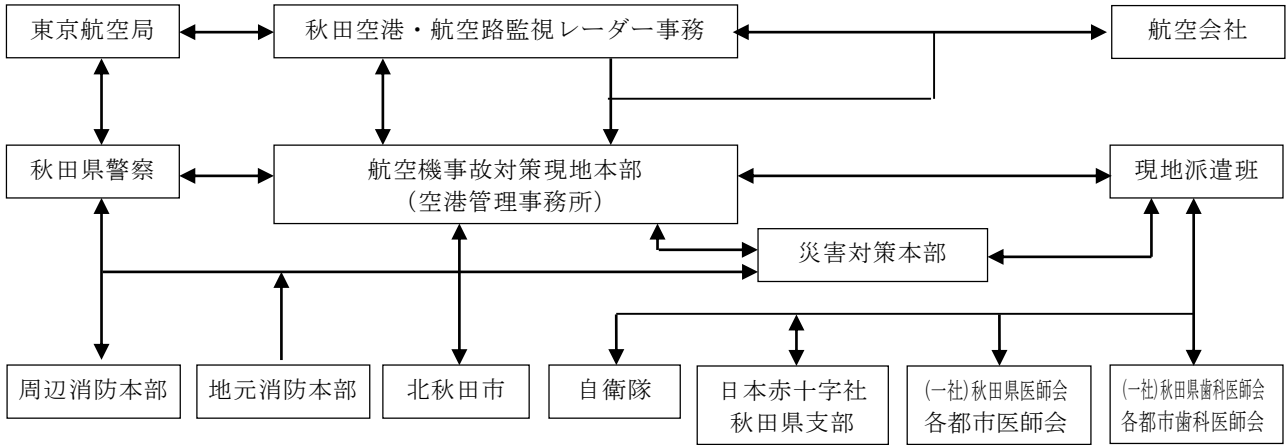 東京航空局
秋田空港・航空路監視レーダー事務
航空会社
秋田県警察
航空機事故対策現地本部
（空港管理事務所）
現地派遣班
災害対策本部
周辺消防本部
地元消防本部
北秋田市
自衛隊
日本赤十字社
秋田県支部
(一社)秋田県医師会
各都市医師会
(一社)秋田県歯科医師会
各都市歯科医師会